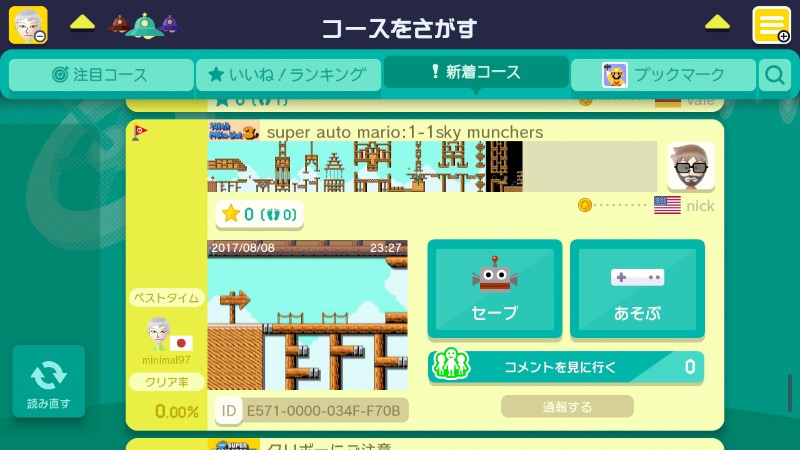 コースをさがす
注目コース
いいね!ランキング
!新着コース
ブックマーク
0 (1)
Vale
super auto mario:1-1sky munchers
0 (0)
nick
2017/08/08 23:27
セーブ
あそぶ
ベストタイム
minimal97
クリア率
0.00%
コメントを見に行く 0
ID E571-0000-034F-F70B
通報する
読み直す
クリボーにご注意